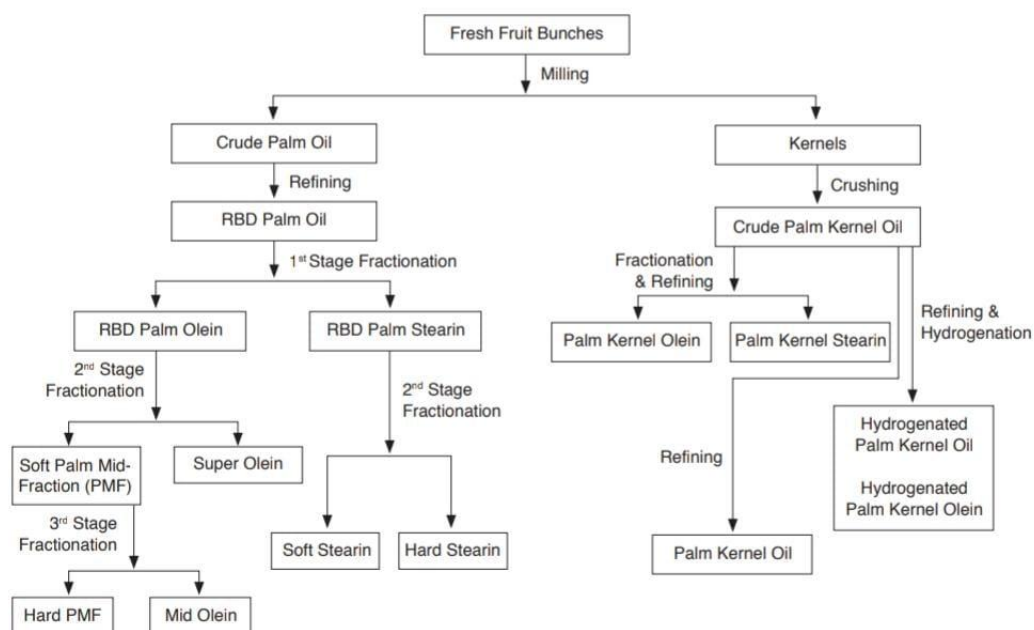 Fresh Fruit Bunches
Milling
Crude Palm Oil
Kernels
Refining
Crushing
RBD Palm Oil
Crude Palm Kernel Oil
1st Stage Fractionation
Fractionation
& Refining
Refining &
Hydrogenation
RBD Palm Olein
RBD Palm Stearin
Palm Kernel Olein
Palm Kernel Stearin
2nd Stage
Fractionation
2nd Stage
Fractionation
Soft Palm Mid-
Fraction (PMF)
Super Olein
Refining
Hydrogenated
Palm Kernel Oil
Hydrogenated
Palm Kernel Olein
3rd Stage
Fractionation
Soft Stearin
Hard Stearin
Palm Kernel Oil
Hard PMF
Mid Olein